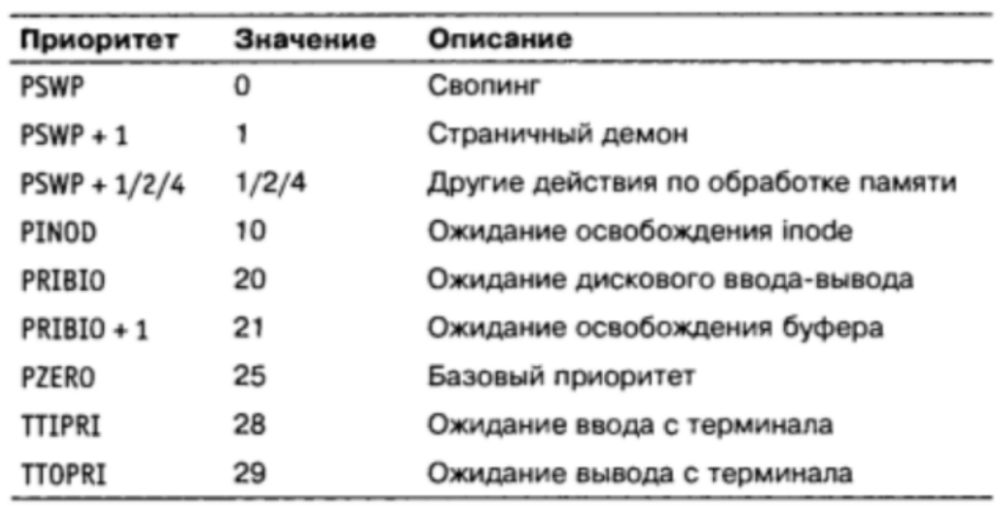 Приоритет Значение Описание
PSWP 0 Свопинг
PSWP + 1 1 Страничный демон
PSWP + 1/2/4 1/2/4 Другие действия по обработке памяти
PINOD 10 Ожидание освобождения inode
PRIBIO 20 Ожидание дискового ввода-вывода
PRIBIO + 1 21 Ожидание освобождения буфера
PZERO 25 Базовый приоритет
TTIPRI 28 Ожидание ввода с терминала
TTOPRI 29 Ожидание вывода с терминала